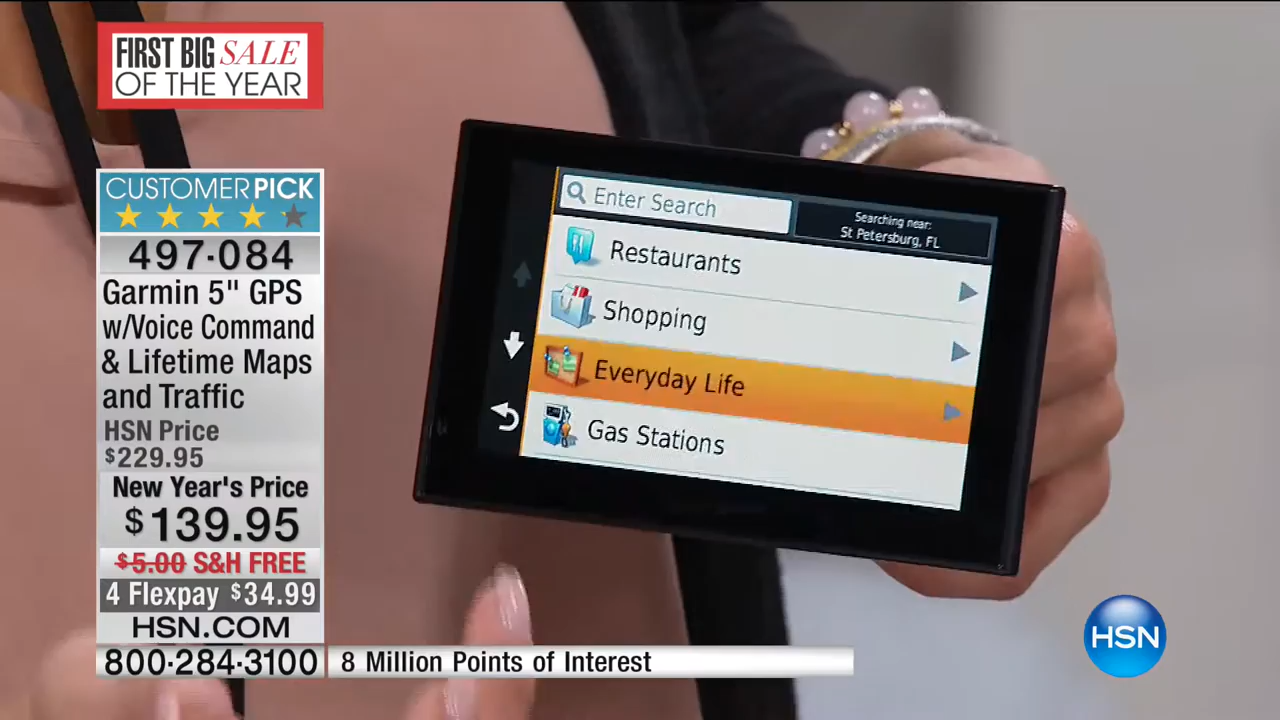 FIRST BIG SALE
OF THE YEAR
CUSTOMER PICK
497-084
Garmin 5" GPS
w/Voice Command
& Lifetime Maps
and Traffic
HSN Price
$229.95
New Year's Price
$139.95
$5.00 S&H FREE
4 Flexpay $34.99
HSN.COM
800-284-3100
8 Million Points of Interest
Enter Search
Searching near:
St Petersburg, FL
Restaurants
Shopping
Everyday Life
Gas Stations
HSN